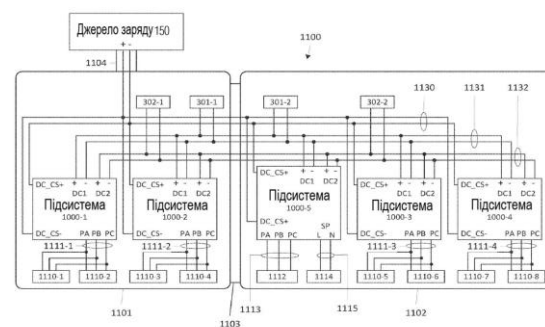 Джерело заряду 150
+ -
1104
1100
302-1 301-1 301-2 302-2 1130 1131 1132
DC_CS+ + - + - DC_CS+ + - + - DC_CS+ + - + - DC_CS+ + - + - DC_CS+ + - + -
DC1 DC2 DC1 DC2 DC1 DC2 DC1 DC2 DC1 DC2
Підсистема Підсистема Підсистема Підсистема Підсистема
1000-1 1000-2 1000-5 1000-3 1000-4
DC_CS- PA PB PC DC_CS- PA PB PC DC_CS+ SP DC_CS- PA PB PC DC_CS- PA PB PC
PA PB PC L N
1111-1 1111-2 1111-3 1111-4
1110-1 1110-2 1110-3 1110-4 1112 1114 1110-5 1110-6 1110-7 1110-8
1101 1113 1115 1102
1103